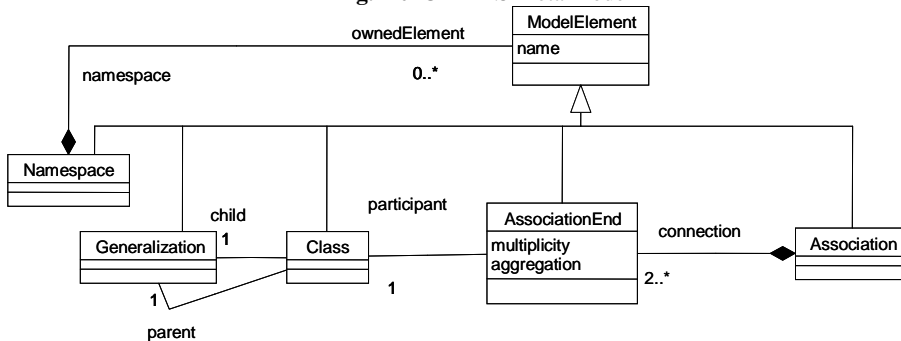 ModelElement
ownedElement
name
namespace
0..*
Namespace
participant
child
AssociationEnd
connection
Generalization
1
Class
multiplicity
aggregation
Association
1
2..*
1
parent